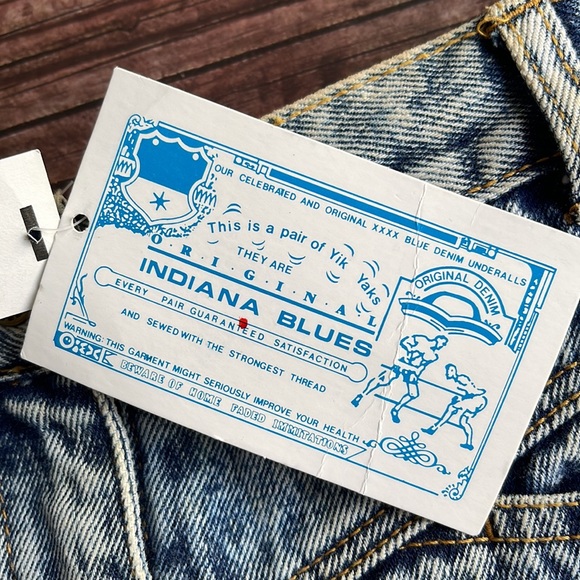 OUR CELEBRATED AND ORIGINAL XXXX BLUE DENIM UNDERALLS
This is a pair of Yik Yaks
THEY ARE
O.R.I.G.I.N.A.L
INDIANA BLUES
EVERY PAIR GUARANTEED SATISFACTION
AND SEWED WITH THE STRONGEST THREAD
WARNING: THIS GARMENT MIGHT SERIOUSLY IMPROVE YOUR HEALTH
BEWARE OF HOME FADED IMMITATIONS
ORIGINAL DENIM